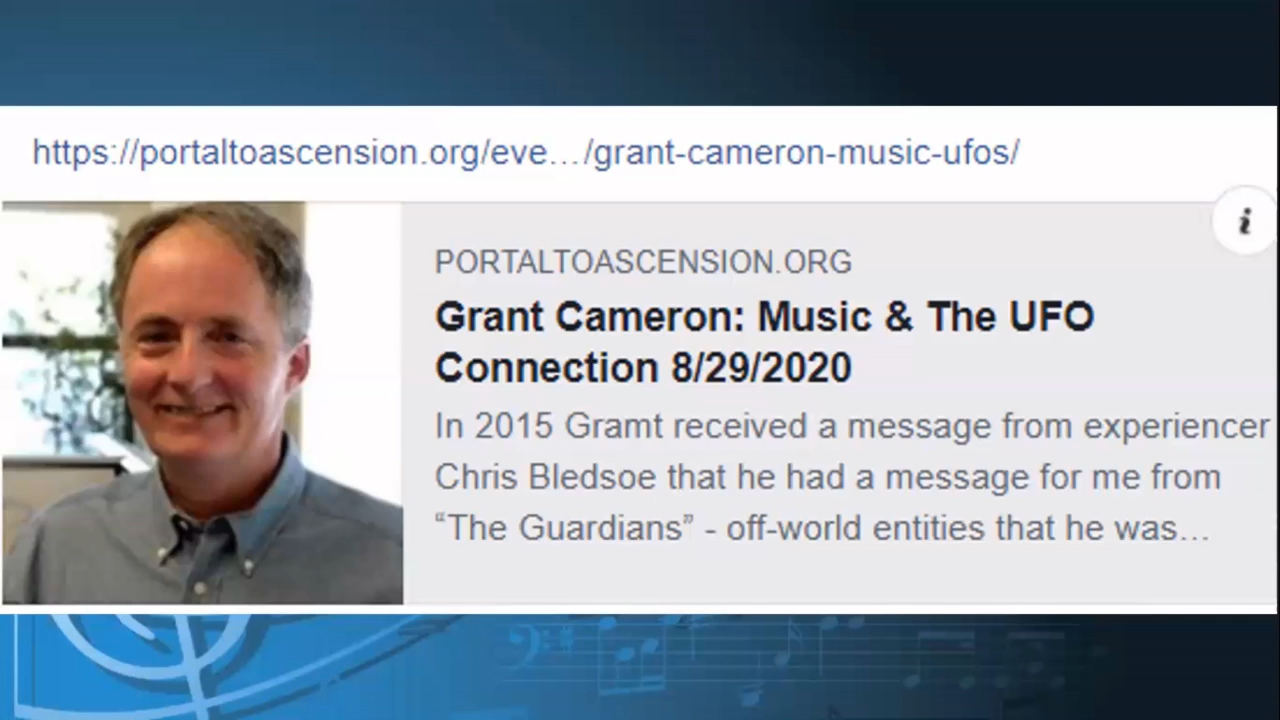 https://portaltoascension.org/eve…/grant-cameron-music-ufos/
i
PORTALTOASCENSION.ORG
Grant Cameron: Music & The UFO
Connection 8/29/2020
In 2015 Gramt received a message from experiencer
Chris Bledsoe that he had a message for me from
“The Guardians” - off-world entities that he was…